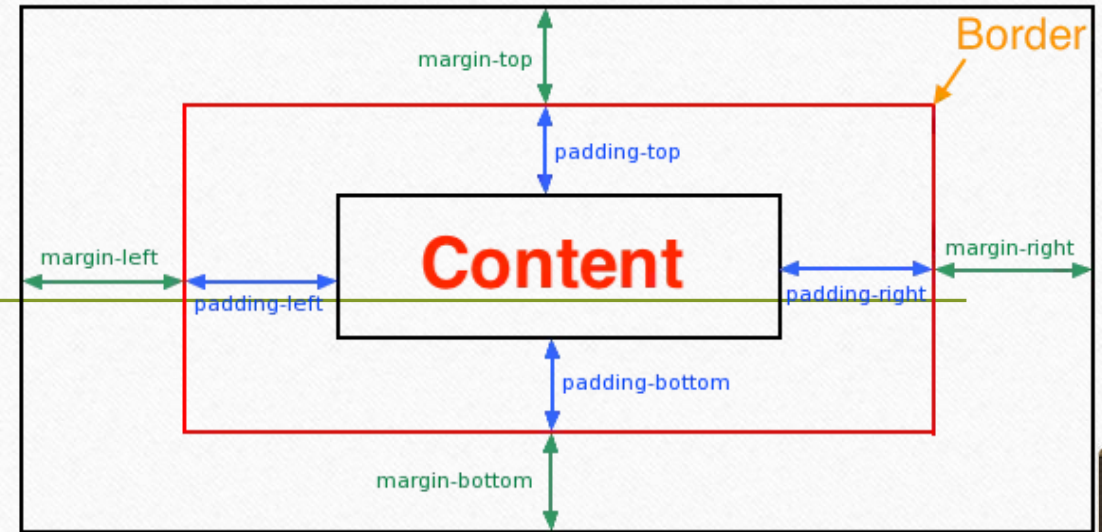 Border
margin-top
padding-top
Content
margin-left
margin-right
padding-left
padding-right
padding-bottom
margin-bottom